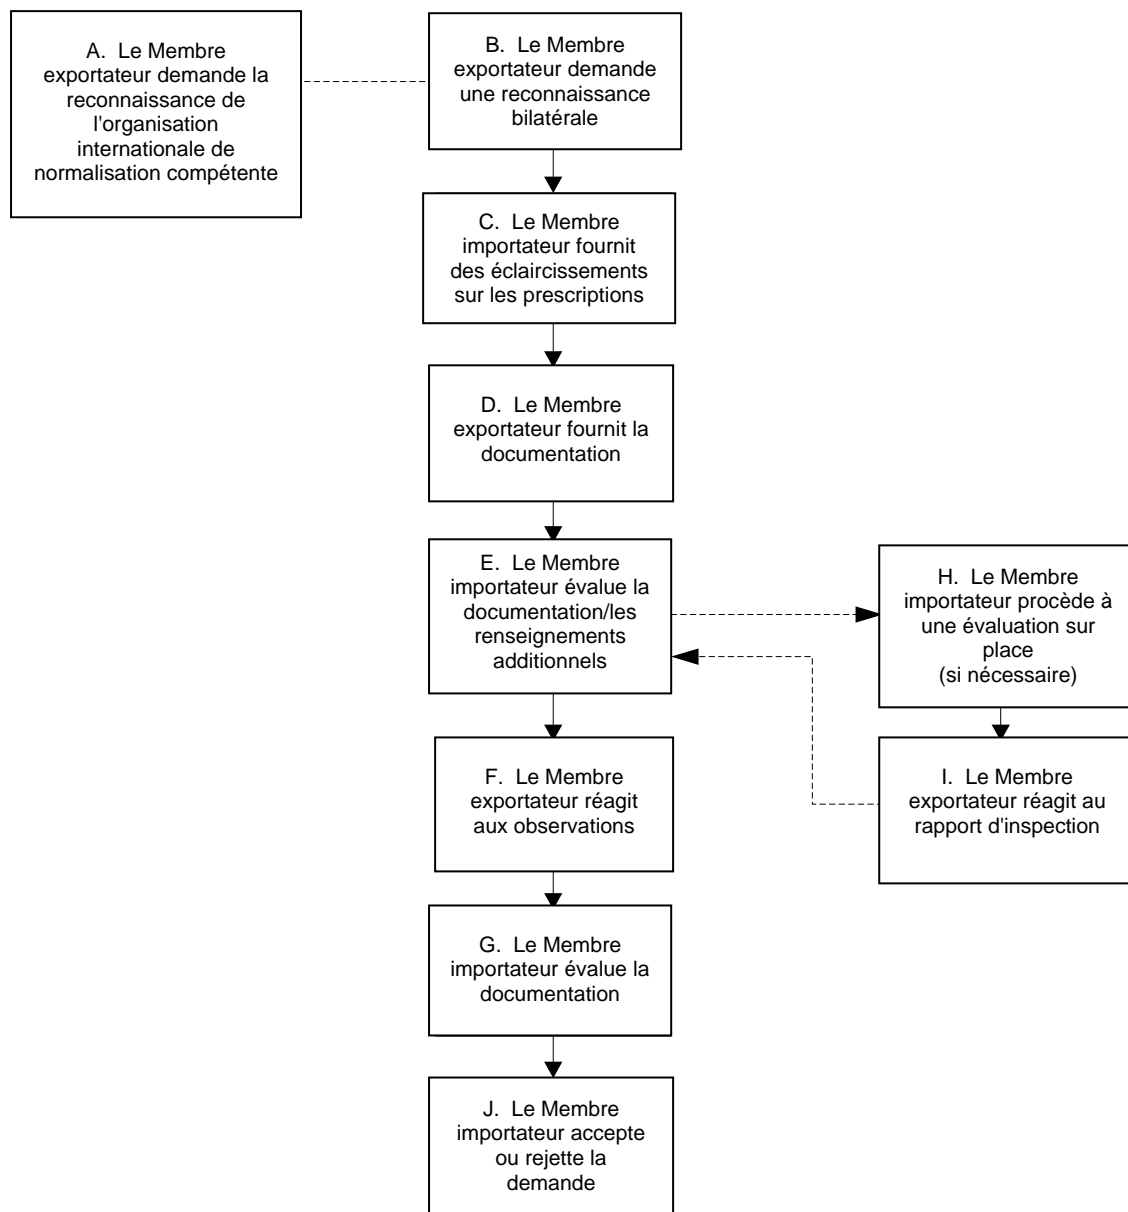 A. Le Membre
exportateur demande la
reconnaissance de
l'organisation
internationale de
normalisation compétente
B. Le Membre
exportateur demande
une reconnaissance
bilatérale
C. Le Membre
importateur fournit
des éclaircissements
sur les prescriptions
D. Le Membre
exportateur fournit la
documentation
E. Le Membre
importateur évalue la
documentation/les
renseignements
additionnels
H. Le Membre
importateur procède à
une évaluation sur
place
(si nécessaire)
F. Le Membre
exportateur réagit
aux observations
I. Le Membre
exportateur réagit au
rapport d'inspection
G. Le Membre
importateur évalue la
documentation
J. Le Membre
importateur accepte
ou rejette la
demande